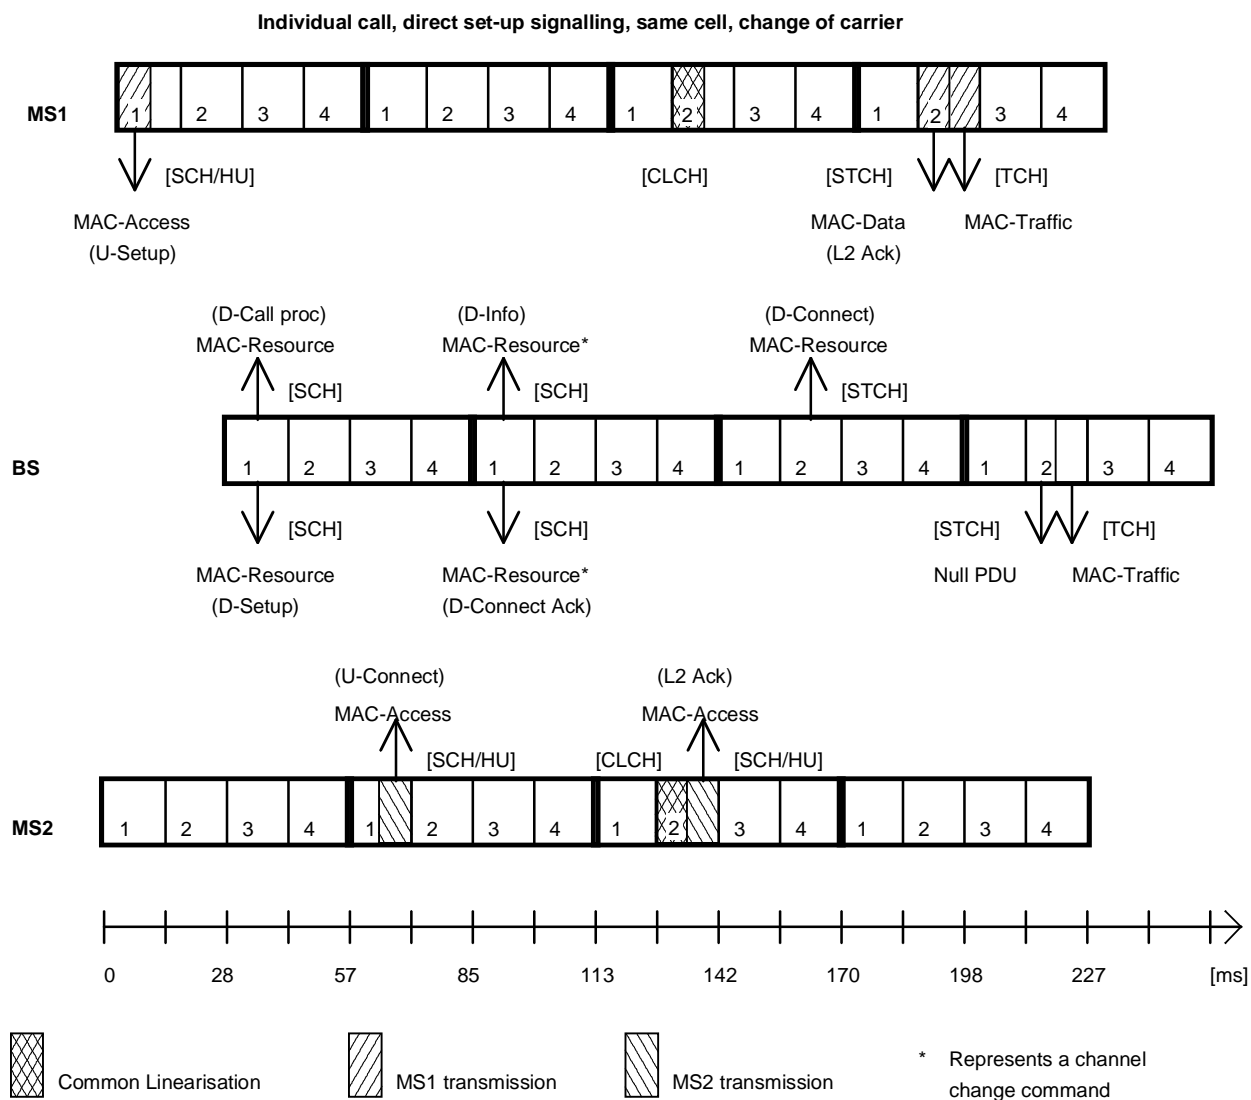 Individual call, direct set-up signalling, same cell, change of carrier
MS1
1 2 3 4 1 2 3 4 1 2 3 4 1 2 3 4
[SCH/HU] [CLCH] [STCH] [TCH]
MAC-Access MAC-Data MAC-Traffic
(U-Setup) (L2 Ack)
(D-Call proc) (D-Info) (D-Connect)
MAC-Resource MAC-Resource* MAC-Resource
[SCH] [SCH] [STCH]
BS
1 2 3 4 1 2 3 4 1 2 3 4 1 2 3 4
[SCH] [SCH] [STCH] [TCH]
MAC-Resource MAC-Resource* Null PDU MAC-Traffic
(D-Setup) (D-Connect Ack)
(U-Connect) (L2 Ack)
MAC-Access MAC-Access
[SCH/HU] [CLCH] [SCH/HU]
MS2
1 2 3 4 1 2 3 4 1 2 3 4 1 2 3 4
0 28 57 85 113 142 170 198 227 [ms]
Common Linearisation MS1 transmission MS2 transmission
* Represents a channel
change command